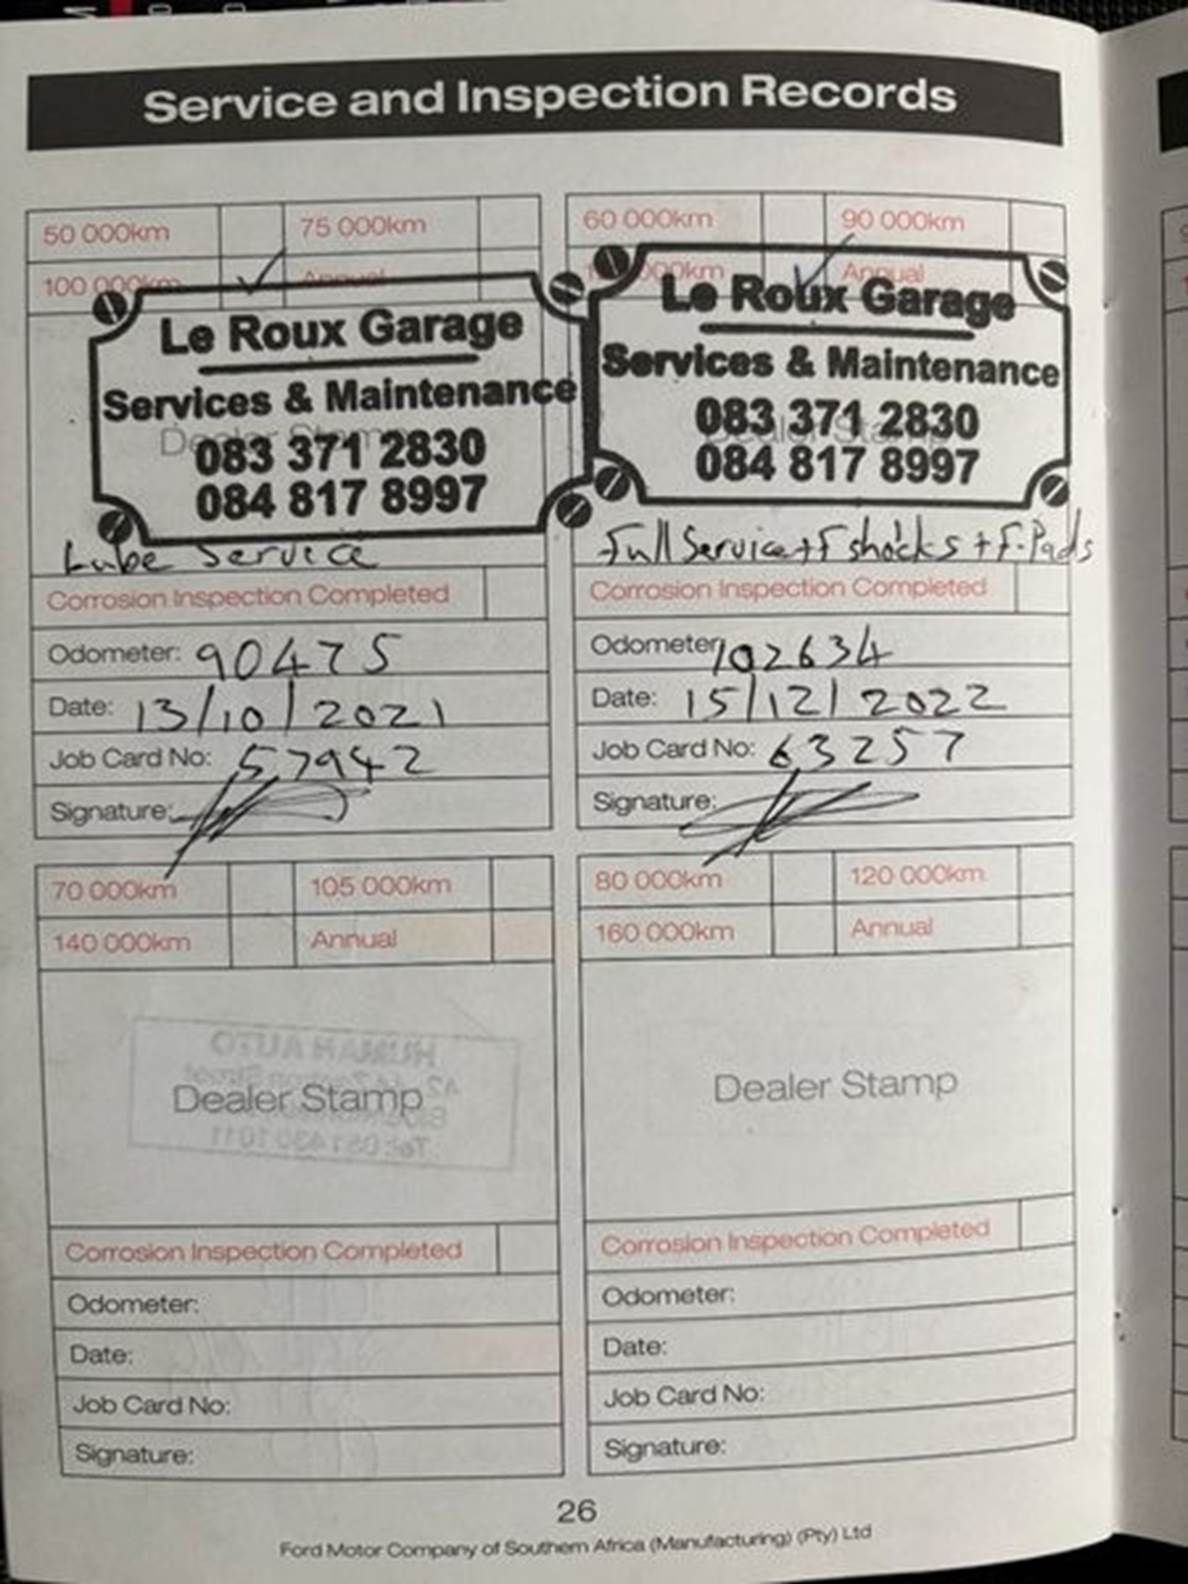 Service and Inspection Records
50 000km 75 000km
100 000km Annual
Le Roux Garage
Services & Maintenance
Dealer Stamp
083 371 2830
084 817 8997
Lube Service
Corrosion Inspection Completed
Odometer: 90475
Date: 13/10/2021
Job Card No: 57942
Signature:
60 000km 90 000km
000km Annual
Le Roux Garage
Services & Maintenance
Dealer Stamp
083 371 2830
084 817 8997
Full Service + F shocks + F. Pads
Corrosion Inspection Completed
Odometer: 102634
Date: 15/12/2022
Job Card No: 63257
Signature:
70 000km 105 000km
140 000km Annual
Dealer Stamp
Corrosion Inspection Completed
Odometer:
Date:
Job Card No:
Signature:
80 000km 120 000km
160 000km Annual
Dealer Stamp
Corrosion Inspection Completed
Odometer:
Date:
Job Card No:
Signature:
26
Ford Motor Company of Southern Africa (Manufacturing) (Pty) Ltd